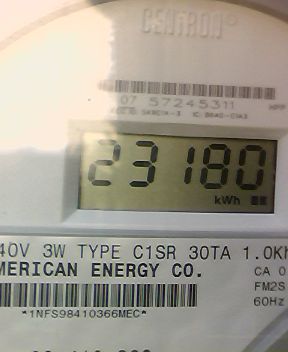 CENTRON®
07 57245311
23180
kWh
40V 3W TYPE C1SR 30TA 1.0Kh
MERICAN ENERGY CO.
CA 0
FM2S
60Hz
*1NFS98410366MEC*